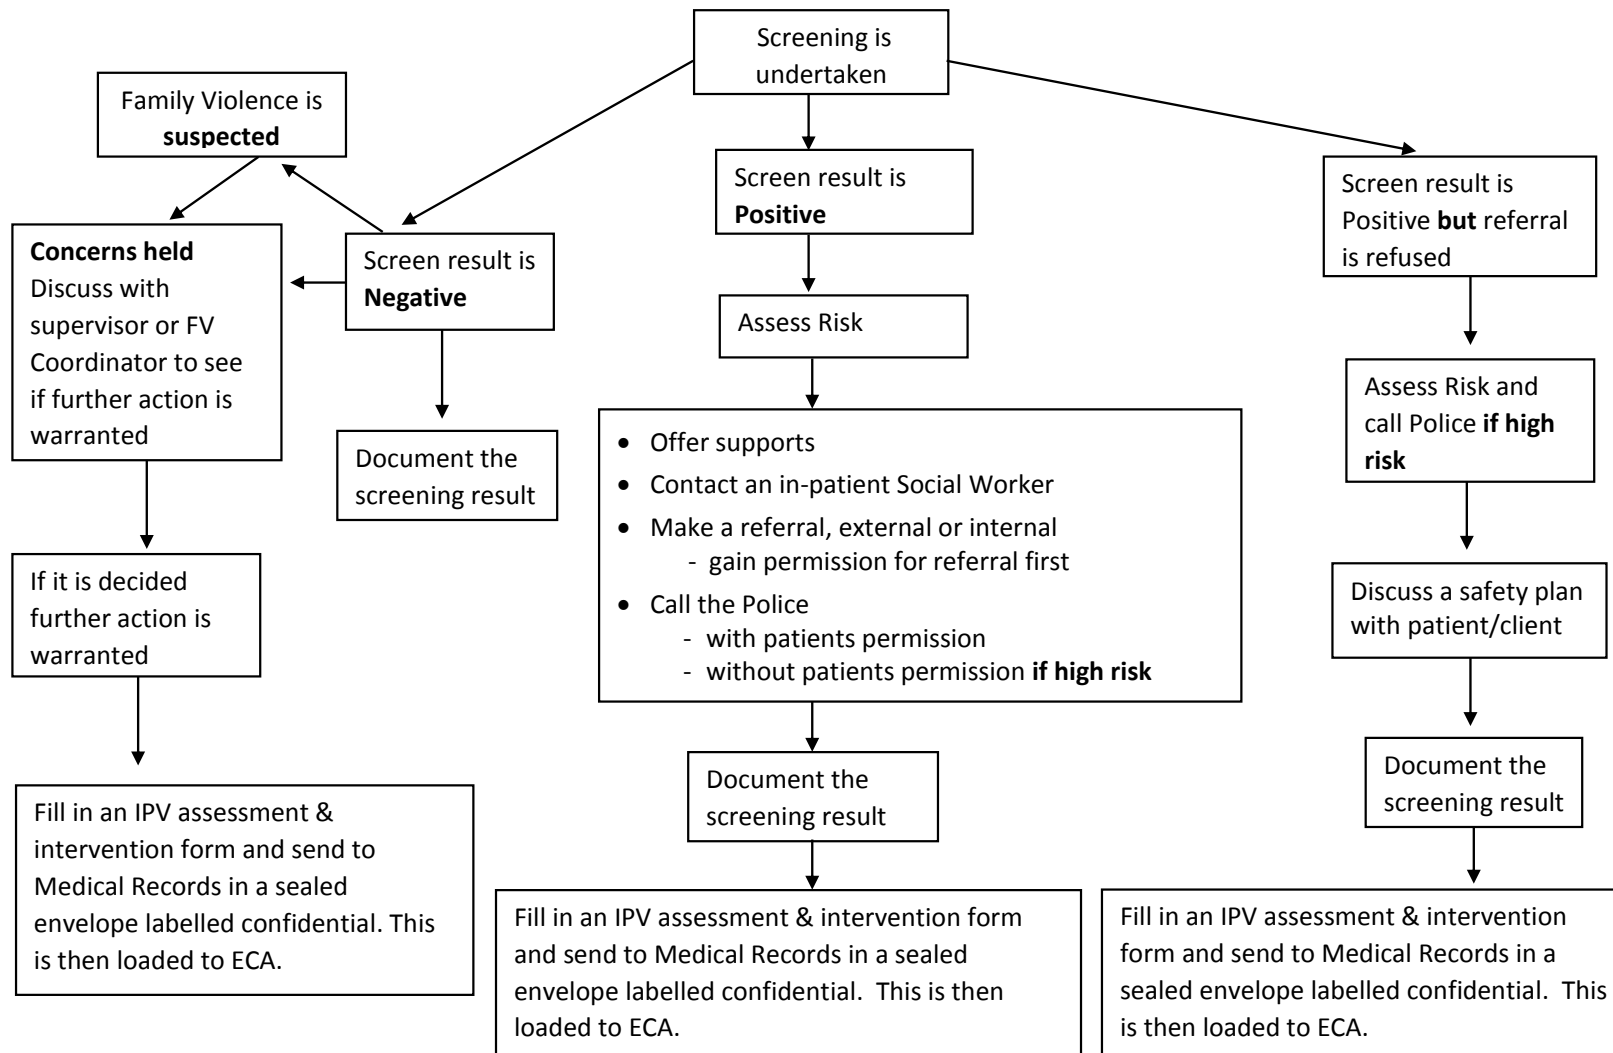 Screening is
undertaken
Family Violence is
suspected
Screen result is
Positive
Screen result is
Positive but referral
is refused
Concerns held
Discuss with
supervisor or FV
Coordinator to see
if further action is
warranted
Screen result is
Negative
Assess Risk
Assess Risk and
call Police if high
risk
Document the
screening result
• Offer supports
• Contact an in-patient Social Worker
• Make a referral, external or internal
- gain permission for referral first
• Call the Police
- with patients permission
- without patients permission if high risk
If it is decided
further action is
warranted
Discuss a safety plan
with patient/client
Document the
screening result
Document the
screening result
Fill in an IPV assessment &
intervention form and send to
Medical Records in a sealed
envelope labelled confidential. This
is then loaded to ECA.
Fill in an IPV assessment & intervention form
and send to Medical Records in a sealed
envelope labelled confidential.  This is then
loaded to ECA.
Fill in an IPV assessment & intervention
form and send to Medical Records in a
sealed envelope labelled confidential.  This
is then loaded to ECA.